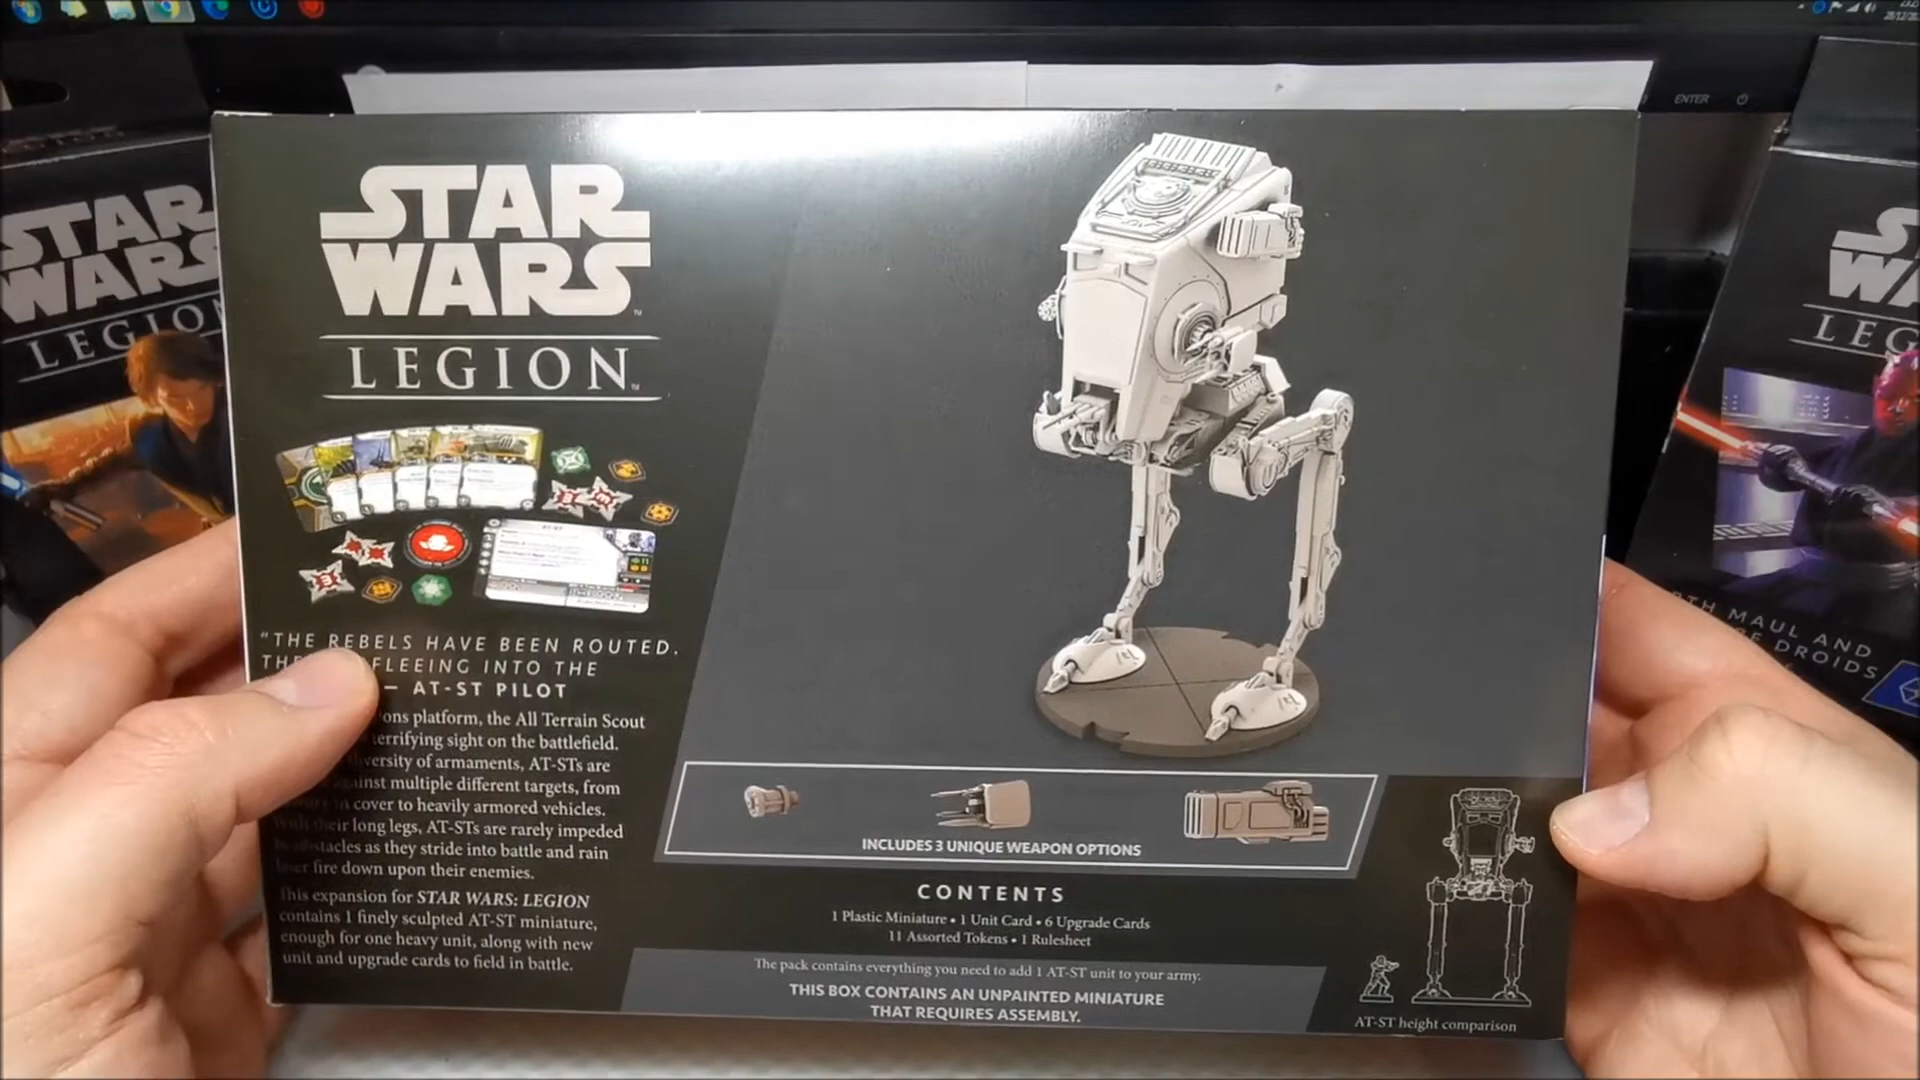 ENTER
STAR
WARS
LEGION
STAR
WARS
LEGION
LEG
MAUL AND
DROIDS
"THE REBELS HAVE BEEN ROUTED.
FLEEING INTO THE
– AT-ST PILOT
platform, the All Terrain Scout
terrifying sight on the battlefield.
of armaments, AT-STs are
multiple different targets, from
cover to heavily armored vehicles.
With their long legs, AT-STs are rarely impeded
obstacles as they stride into battle and rain
fire down upon their enemies.
This expansion for STAR WARS: LEGION
contains 1 finely sculpted AT-ST miniature,
enough for one heavy unit, along with new
unit and upgrade cards to field in battle.
INCLUDES 3 UNIQUE WEAPON OPTIONS
CONTENTS
1 Plastic Miniature • 1 Unit Card • 6 Upgrade Cards
11 Assorted Tokens • 1 Rulesheet
The pack contains everything you need to add 1 AT-ST unit to your army.
THIS BOX CONTAINS AN UNPAINTED MINIATURE
THAT REQUIRES ASSEMBLY.
AT-ST height comparison